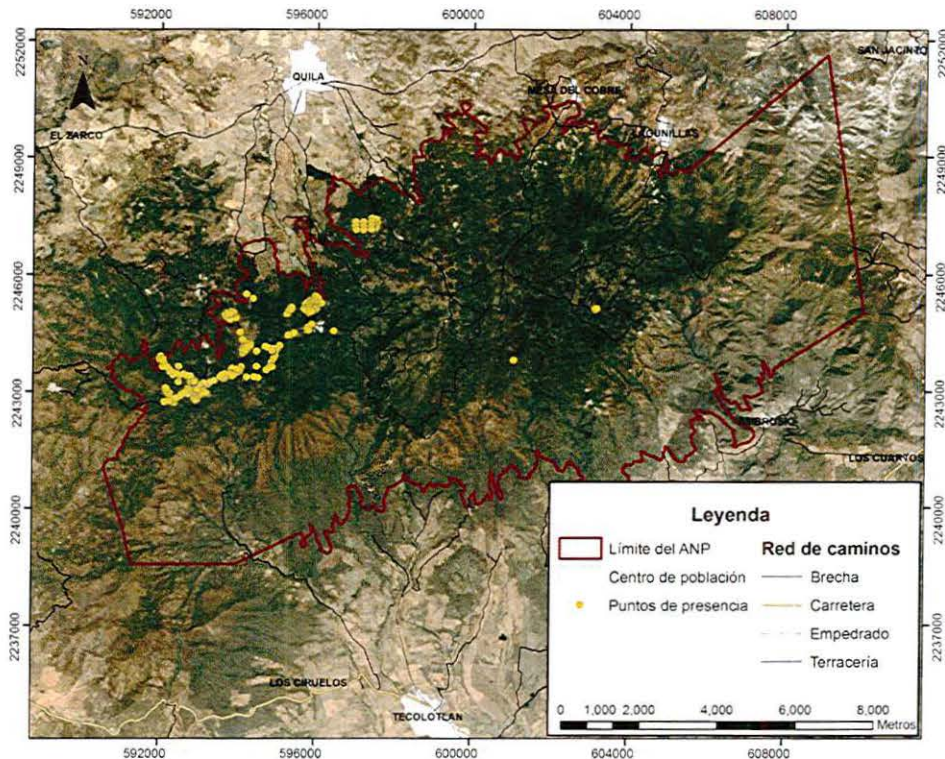 592000 596000 600000 604000 608000
2252000 2252000
SAN JACINTO
N
QUILA
MESA DEL COBRE
EL ZARCO
LAGUNILLAS
2249000 2249000
2246000 2246000
2243000 2243000
AMBROSIO
LOS CUARTOS
2240000 2240000
Leyenda
Límite del ANP
Red de caminos
Centro de población
Brecha
Puntos de presencia
Carretera
Empedrado
Terracería
2237000 2237000
LOS CIRUELOS
TECOLOTLAN
0 1,000 2,000 4,000 6,000 8,000
Metros
592000 596000 600000 604000 608000